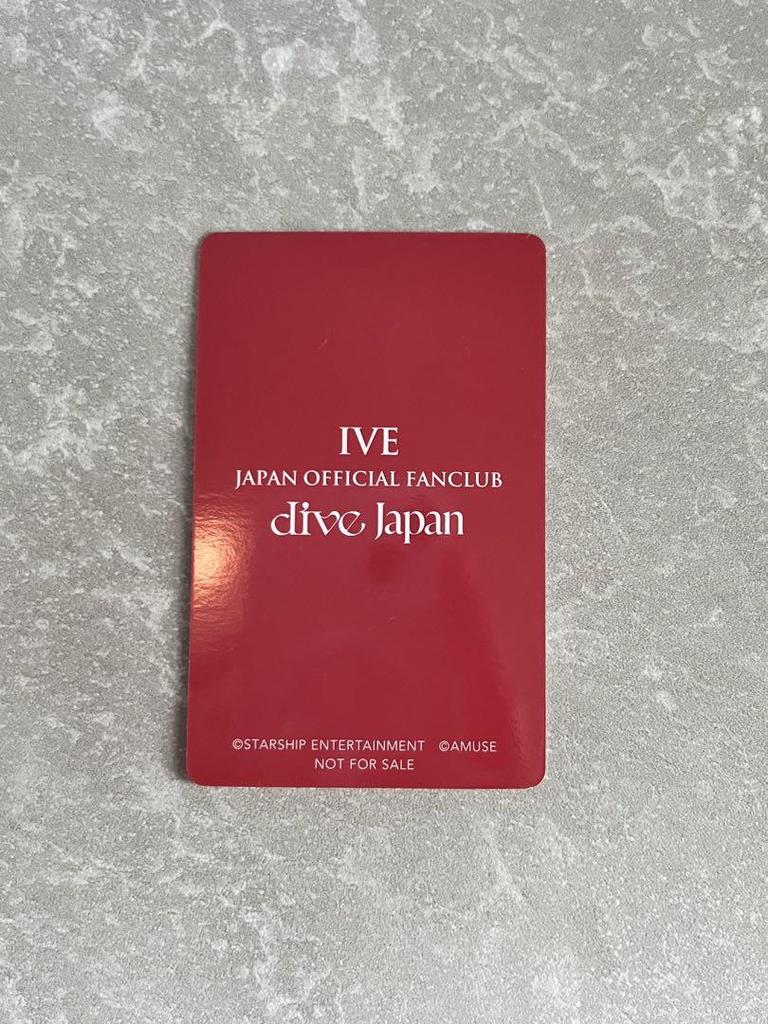 IVE
JAPAN OFFICIAL FANCLUB
dive Japan
©STARSHIP ENTERTAINMENT ©AMUSE
NOT FOR SALE